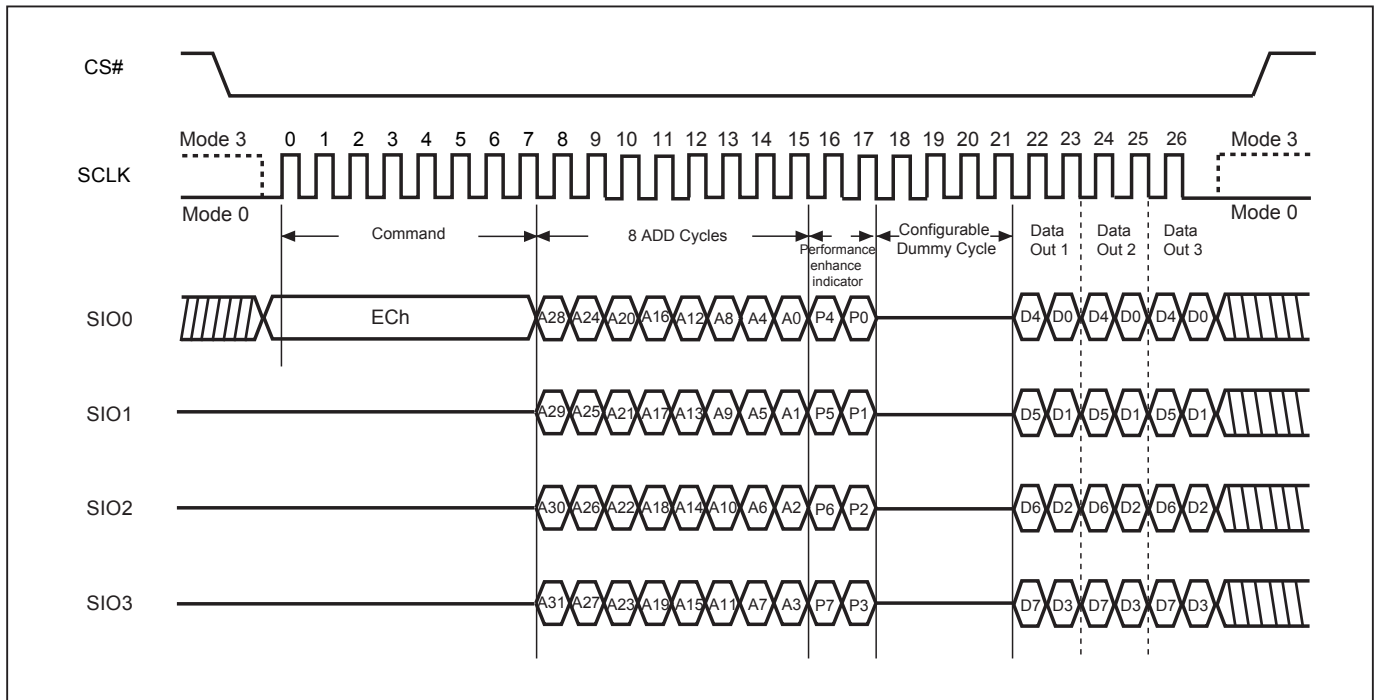 CS#
Mode 3
0 1 2 3 4 5 6 7 8 9 10 11 12 13 14 15 16 17 18 19 20 21 22 23 24 25 26
Mode 3
SCLK
Mode 0
Mode 0
Command
8 ADD Cycles
Performance
enhance
indicator
Configurable
Dummy Cycle
Data
Out 1
Data
Out 2
Data
Out 3
SIO0
ECh
A28 A24 A20 A16 A12 A8 A4 A0 P4 P0
D4 D0 D4 D0 D4 D0
SIO1
A29 A25 A21 A17 A13 A9 A5 A1 P5 P1
D5 D1 D5 D1 D5 D1
SIO2
A30 A26 A22 A18 A14 A10 A6 A2 P6 P2
D6 D2 D6 D2 D6 D2
SIO3
A31 A27 A23 A19 A15 A11 A7 A3 P7 P3
D7 D3 D7 D3 D7 D3